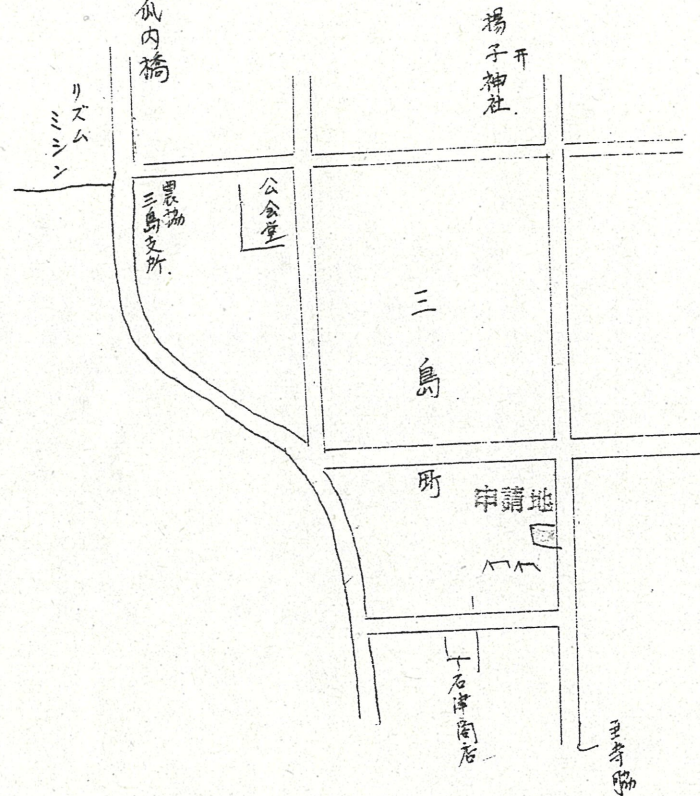 瓜内橋
揚子神社.
リズム
ミシン
農協
三島支所.
公会堂
三島町
申請地
十石津商店
至寺脇